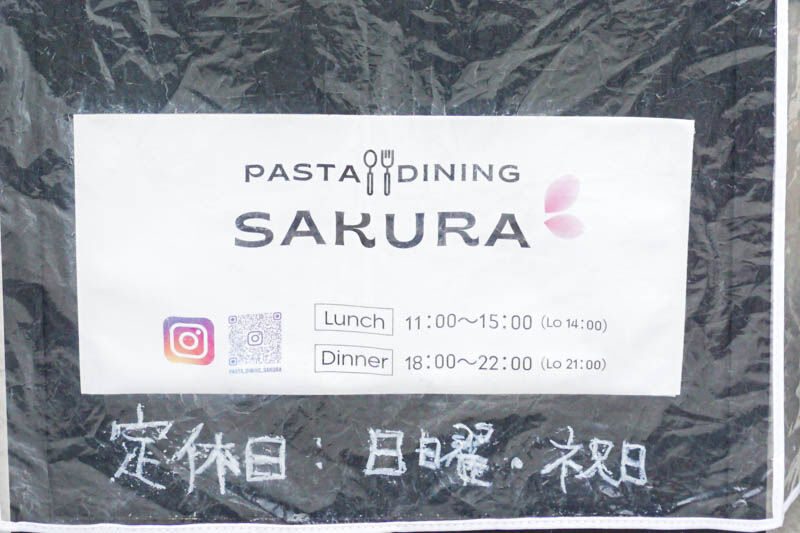 PASTA DINING
SAKURA
Lunch 11:00～15:00 (Lo 14:00)
Dinner 18:00～22:00 (Lo 21:00)
PASTA_DINING_SAKURA
定休日：日曜・祝日